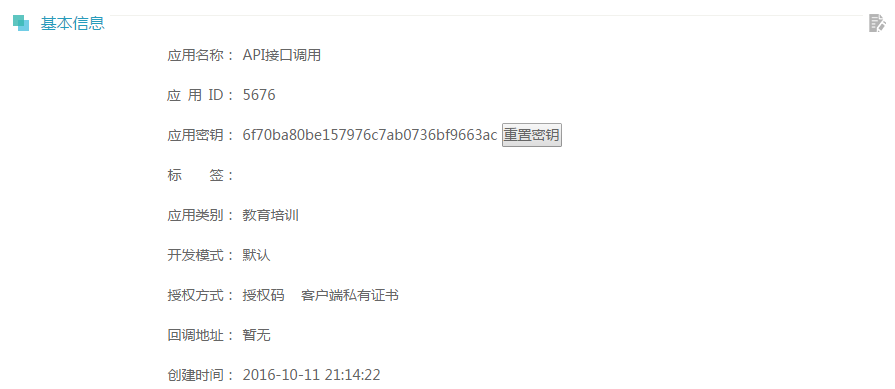 基本信息
应用名称： API接口调用
应 用 ID： 5676
应用密钥： 6f70ba80be157976c7ab0736bf9663ac 重置密钥
标 签：
应用类别： 教育培训
开发模式： 默认
授权方式： 授权码 客户端私有证书
回调地址： 暂无
创建时间： 2016-10-11 21:14:22